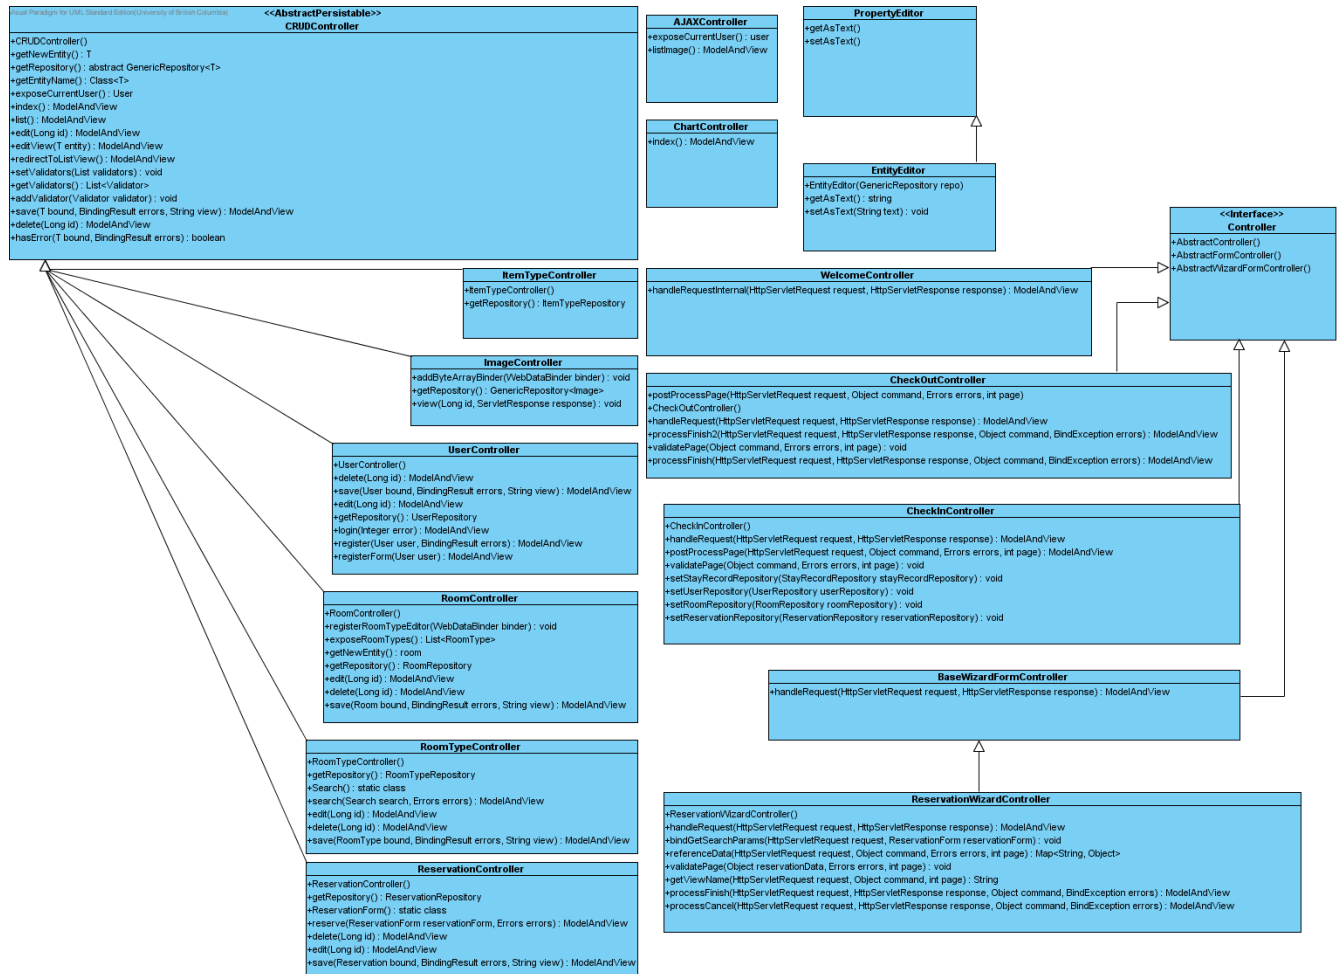 Visual Paradigm for UML Standard Edition(University of British Columbia)
<<AbstractPersistable>>
CRUDController
+CRUDController()
+getNewEntity() : T
+getRepository() : abstract GenericRepository<T>
+getEntityName() : Class<T>
+exposeCurrentUser() : User
+index() : ModelAndView
+list() : ModelAndView
+edit(Long id) : ModelAndView
+editView(T entity) : ModelAndView
+redirectToListView() : ModelAndView
+setValidators(List validators) : void
+getValidators() : List<Validator>
+addValidator(Validator validator) : void
+save(T bound, BindingResult errors, String view) : ModelAndView
+delete(Long id) : ModelAndView
+hasError(T bound, BindingResult errors) : boolean
AJAXController
+exposeCurrentUser() : user
+listImage() : ModelAndView
PropertyEditor
+getAsText()
+setAsText()
ChartController
+index() : ModelAndView
EntityEditor
+EntityEditor(GenericRepository repo)
+getAsText() : string
+setAsText(String text) : void
<<Interface>>
Controller
+AbstractController()
+AbstractFormController()
+AbstractWizardFormController()
ItemTypeController
+ItemTypeController()
+getRepository() : ItemTypeRepository
WelcomeController
+handleRequestInternal(HttpServletRequest request, HttpServletResponse response) : ModelAndView
ImageController
+addByteArrayBinder(WebDataBinder binder) : void
+getRepository() : GenericRepository<Image>
+view(Long id, ServletResponse response) : void
CheckOutController
+postProcessPage(HttpServletRequest request, Object command, Errors errors, int page)
+CheckOutController()
+handleRequest(HttpServletRequest request, HttpServletResponse response) : ModelAndView
+processFinish2(HttpServletRequest request, HttpServletResponse response, Object command, BindException errors) : ModelAndView
+validatePage(Object command, Errors errors, int page) : void
+processFinish(HttpServletRequest request, HttpServletResponse response, Object command, BindException errors) : ModelAndView
UserController
+UserController()
+delete(Long id) : ModelAndView
+save(User bound, BindingResult errors, String view) : ModelAndView
+edit(Long id) : ModelAndView
+getRepository() : UserRepository
+login(Integer error) : ModelAndView
+register(User user, BindingResult errors) : ModelAndView
+registerForm(User user) : ModelAndView
CheckInController
+CheckInController()
+handleRequest(HttpServletRequest request, HttpServletResponse response) : ModelAndView
+postProcessPage(HttpServletRequest request, Object command, Errors errors, int page) : ModelAndView
+validatePage(Object command, Errors errors, int page) : void
+setStayRecordRepository(StayRecordRepository stayRecordRepository) : void
+setUserRepository(UserRepository userRepository) : void
+setRoomRepository(RoomRepository roomRepository) : void
+setReservationRepository(ReservationRepository reservationRepository) : void
RoomController
+RoomController()
+registerRoomTypeEditor(WebDataBinder binder) : void
+exposeRoomTypes() : List<RoomType>
+getNewEntity() : room
+getRepository() : RoomRepository
+edit(Long id) : ModelAndView
+delete(Long id) : ModelAndView
+save(Room bound, BindingResult errors, String view) : ModelAndView
BaseWizardFormController
+handleRequest(HttpServletRequest request, HttpServletResponse response) : ModelAndView
RoomTypeController
+RoomTypeController()
+getRepository() : RoomTypeRepository
+Search() : static class
+search(Search search, Errors errors) : ModelAndView
+edit(Long id) : ModelAndView
+delete(Long id) : ModelAndView
+save(RoomType bound, BindingResult errors, String view) : ModelAndView
ReservationWizardController
+ReservationWizardController()
+handleRequest(HttpServletRequest request, HttpServletResponse response) : ModelAndView
+bindGetSearchParams(HttpServletRequest request, ReservationForm reservationForm) : void
+referenceData(HttpServletRequest request, Object command, Errors errors, int page) : Map<String, Object>
+validatePage(Object reservationData, Errors errors, int page) : void
+getViewName(HttpServletRequest request, Object command, int page) : String
+processFinish(HttpServletRequest request, HttpServletResponse response, Object command, BindException errors) : ModelAndView
+processCancel(HttpServletRequest request, HttpServletResponse response, Object command, BindException errors) : ModelAndView
ReservationController
+ReservationController()
+getRepository() : ReservationRepository
+ReservationForm() : static class
+reserve(ReservationForm reservationForm, Errors errors) : ModelAndView
+delete(Long id) : ModelAndView
+edit(Long id) : ModelAndView
+save(Reservation bound, BindingResult errors, String view) : ModelAndView